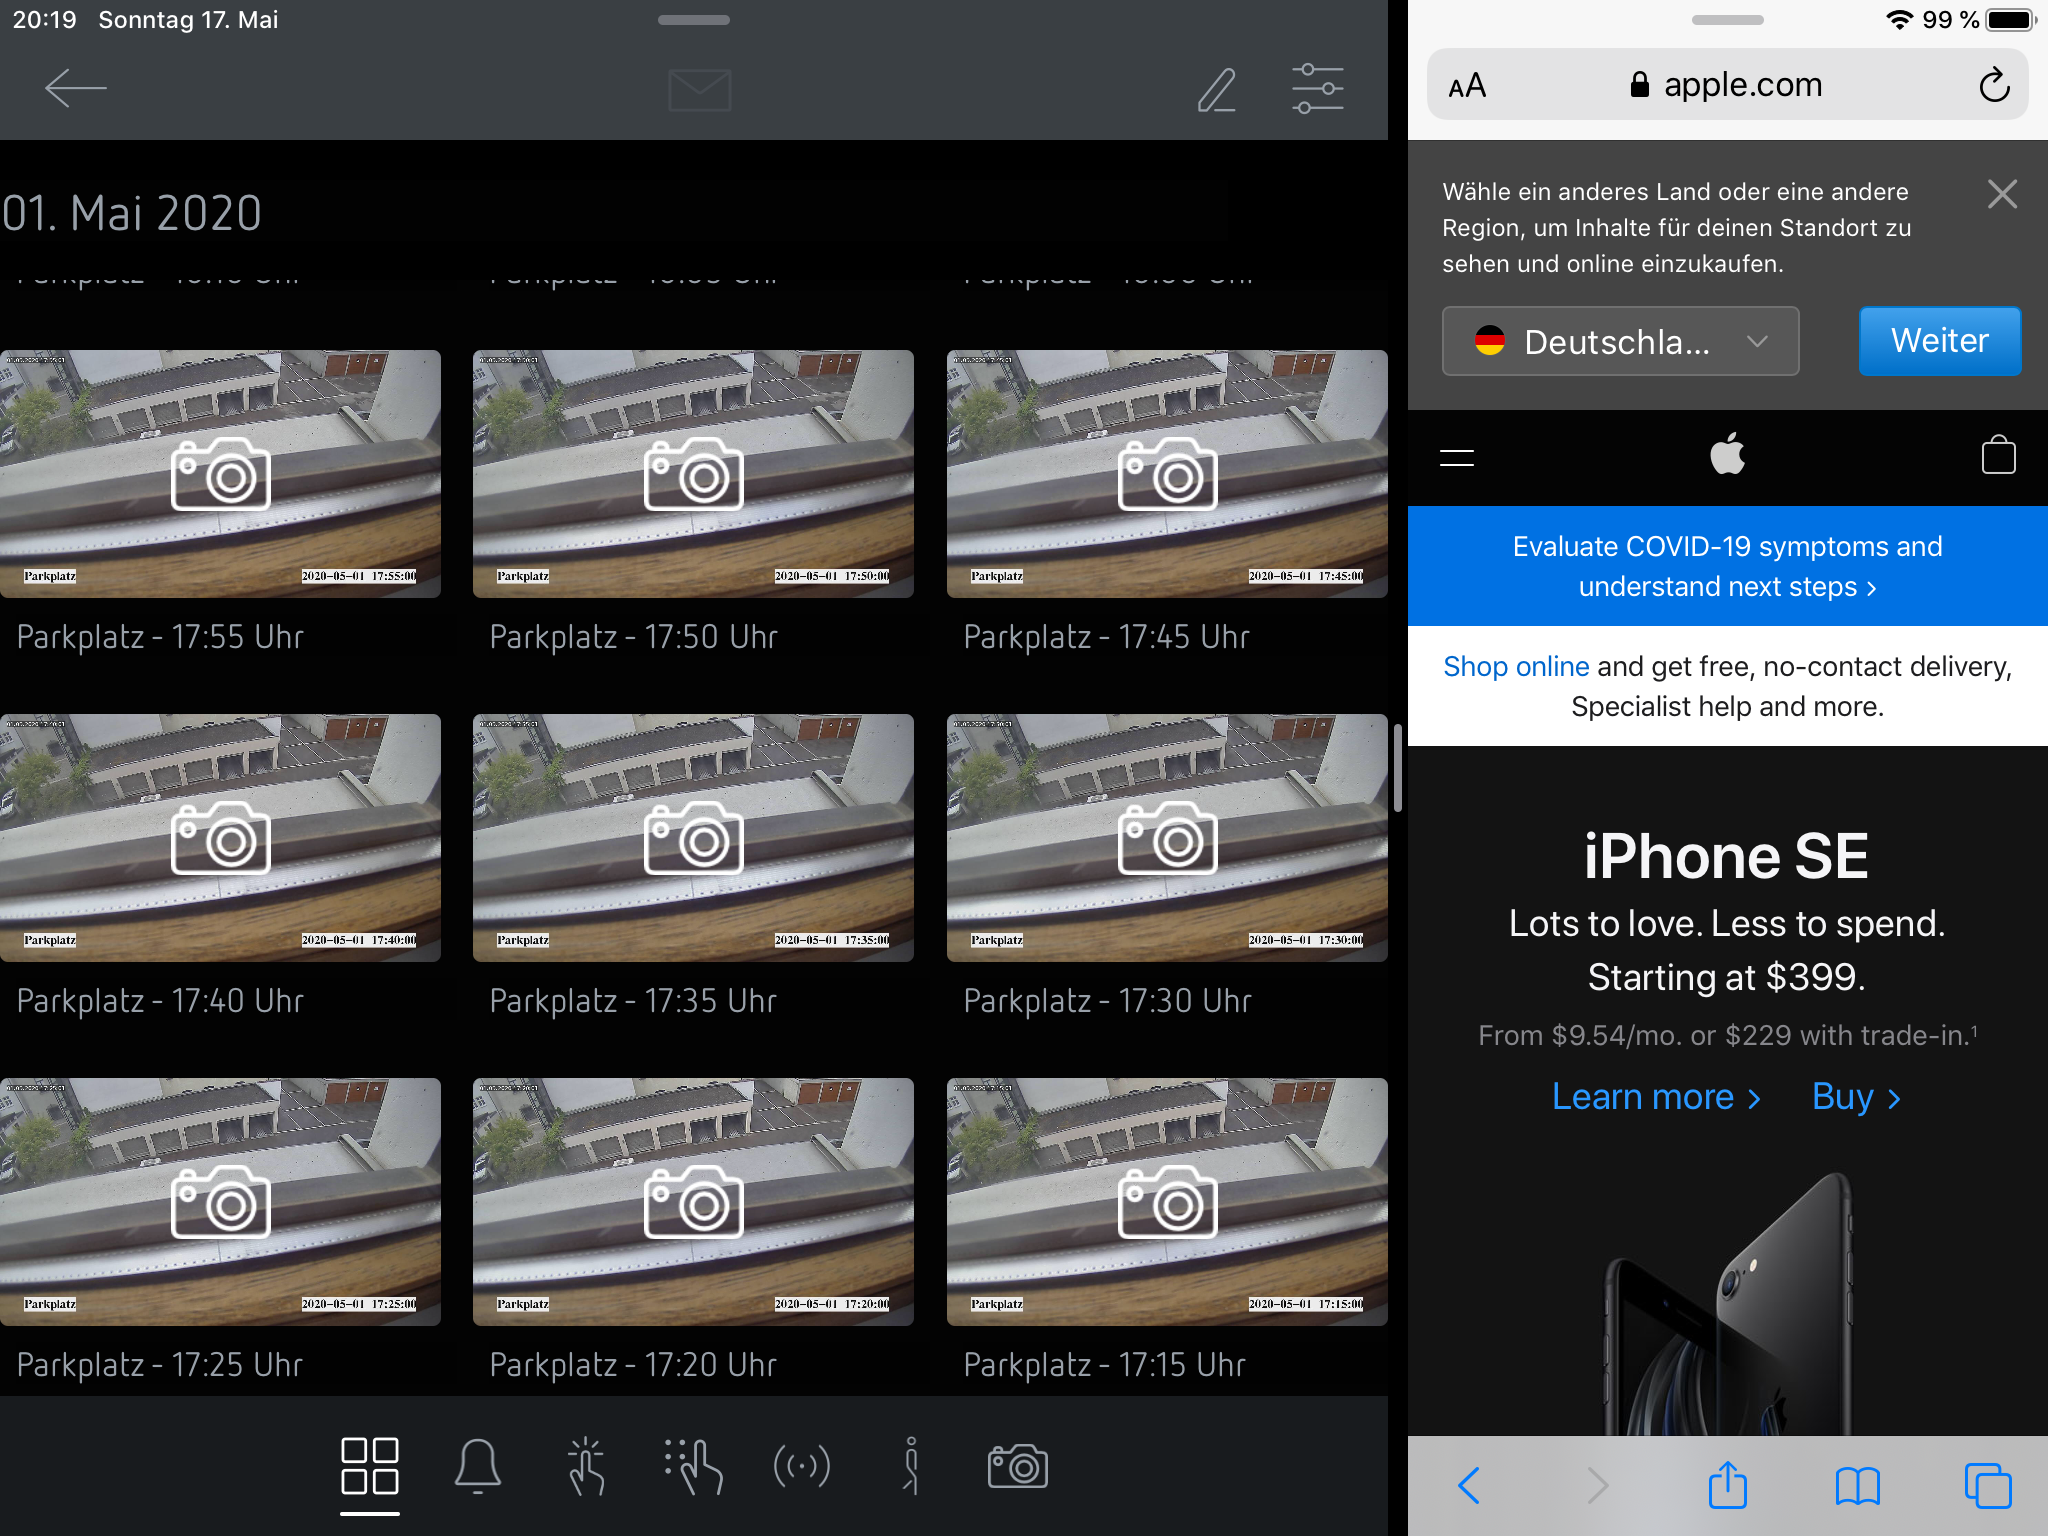 20:19 Sonntag 17. Mai
01. Mai 2020
Parkplatz
2020-05-01 17:55:00
Parkplatz
2020-05-01 17:50:00
Parkplatz
2020-05-01 17:45:00
Parkplatz - 17:55 Uhr
Parkplatz - 17:50 Uhr
Parkplatz - 17:45 Uhr
Parkplatz
2020-05-01 17:40:00
Parkplatz
2020-05-01 17:35:00
Parkplatz
2020-05-01 17:30:00
Parkplatz - 17:40 Uhr
Parkplatz - 17:35 Uhr
Parkplatz - 17:30 Uhr
Parkplatz
2020-05-01 17:25:00
Parkplatz
2020-05-01 17:20:00
Parkplatz
2020-05-01 17:15:00
Parkplatz - 17:25 Uhr
Parkplatz - 17:20 Uhr
Parkplatz - 17:15 Uhr
99 %
AA
apple.com
Wähle ein anderes Land oder eine andere
Region, um Inhalte für deinen Standort zu
sehen und online einzukaufen.
Deutschla...
Weiter
Evaluate COVID-19 symptoms and
understand next steps >
Shop online and get free, no-contact delivery,
Specialist help and more.
iPhone SE
Lots to love. Less to spend.
Starting at $399.
From $9.54/mo. or $229 with trade-in.¹
Learn more >
Buy >